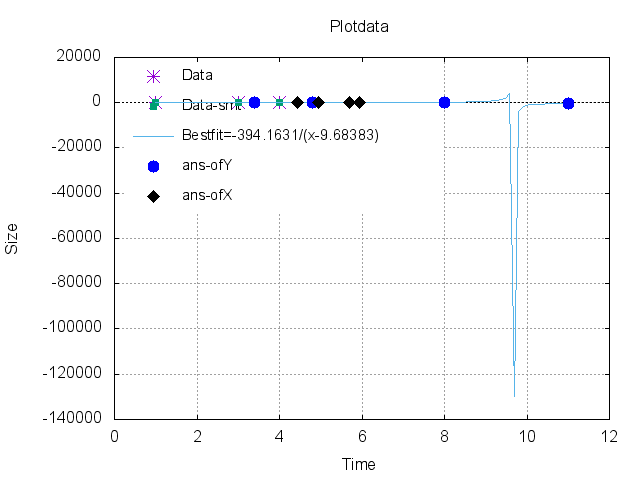 Plotdata
20000
0
-20000
-40000
-60000
-80000
-100000
-120000
-140000
0 2 4 6 8 10 12
Size
Time
Data
Data-smt
Bestfit=-394.1631/(x-9.68383)
ans-ofY
ans-ofX